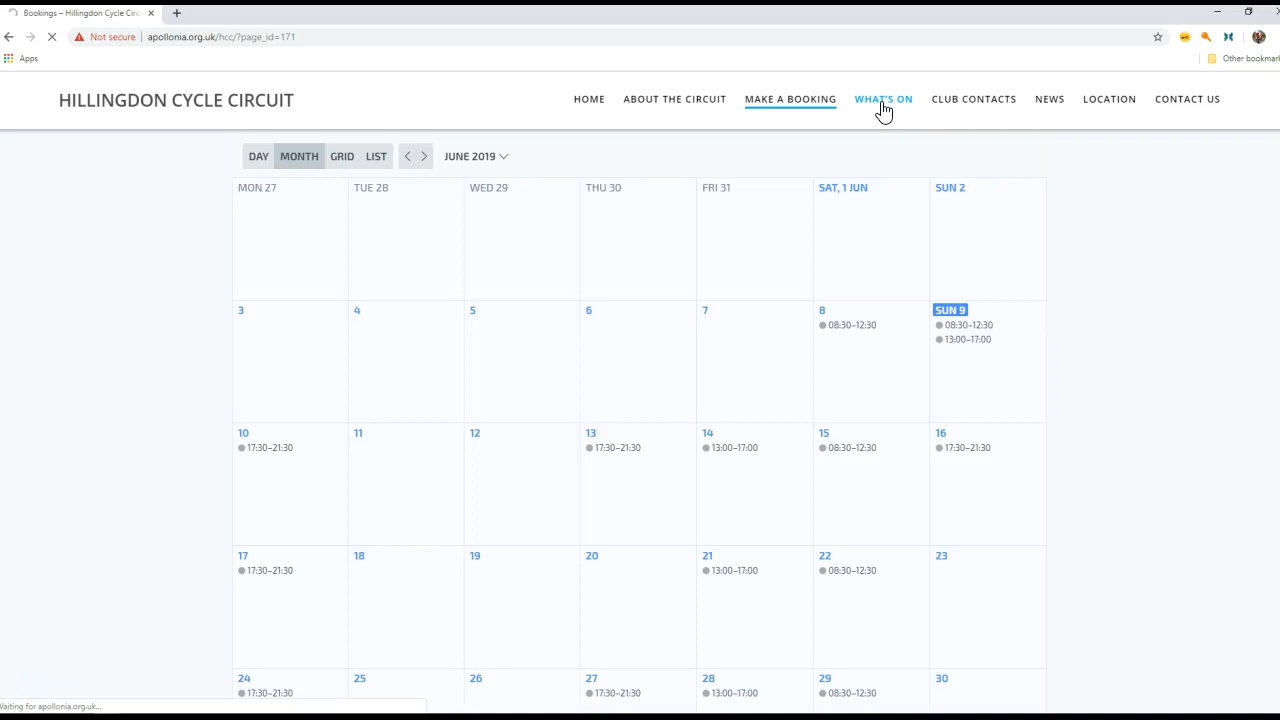 Bookings – Hillingdon Cycle Circ
Not secure apollonia.org.uk/hcc/?page_id=171
Apps Other bookmark
HILLINGDON CYCLE CIRCUIT HOME ABOUT THE CIRCUIT MAKE A BOOKING WHAT'S ON CLUB CONTACTS NEWS LOCATION CONTACT US
DAY MONTH GRID LIST JUNE 2019
MON 27 TUE 28 WED 29 THU 30 FRI 31 SAT, 1 JUN SUN 2
3 4 5 6 7 8 SUN 9
08:30–12:30 08:30–12:30
13:00–17:00
10 11 12 13 14 15 16
17:30–21:30 17:30–21:30 13:00–17:00 08:30–12:30 17:30–21:30
17 18 19 20 21 22 23
17:30–21:30 13:00–17:00 08:30–12:30
24 25 26 27 28 29 30
17:30–21:30 17:30–21:30 13:00–17:00 08:30–12:30
Waiting for apollonia.org.uk...